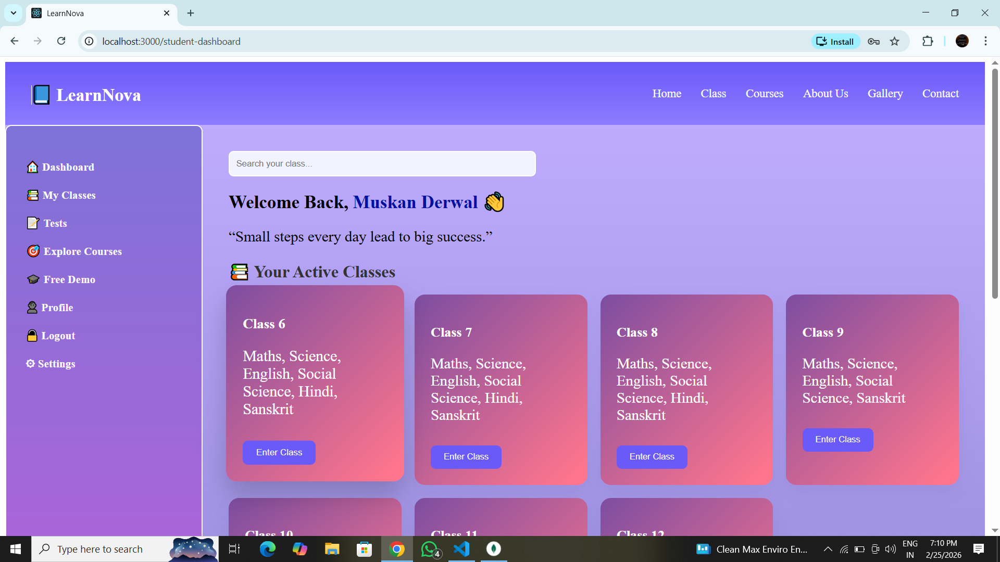 LearnNova
localhost:3000/student-dashboard
Install
LearnNova
Home Class Courses About Us Gallery Contact
Dashboard
My Classes
Tests
Explore Courses
Free Demo
Profile
Logout
Settings
Search your class...
Welcome Back, Muskan Derwal
“Small steps every day lead to big success.”
Your Active Classes
Class 6
Maths, Science,
English, Social
Science, Hindi,
Sanskrit
Enter Class
Class 7
Maths, Science,
English, Social
Science, Hindi,
Sanskrit
Enter Class
Class 8
Maths, Science,
English, Social
Science, Hindi,
Sanskrit
Enter Class
Class 9
Maths, Science,
English, Social
Science, Sanskrit
Enter Class
Class 10
Class 11
Class 12
Type here to search
4
Clean Max Enviro En...
ENG
IN
7:10 PM
2/25/2026